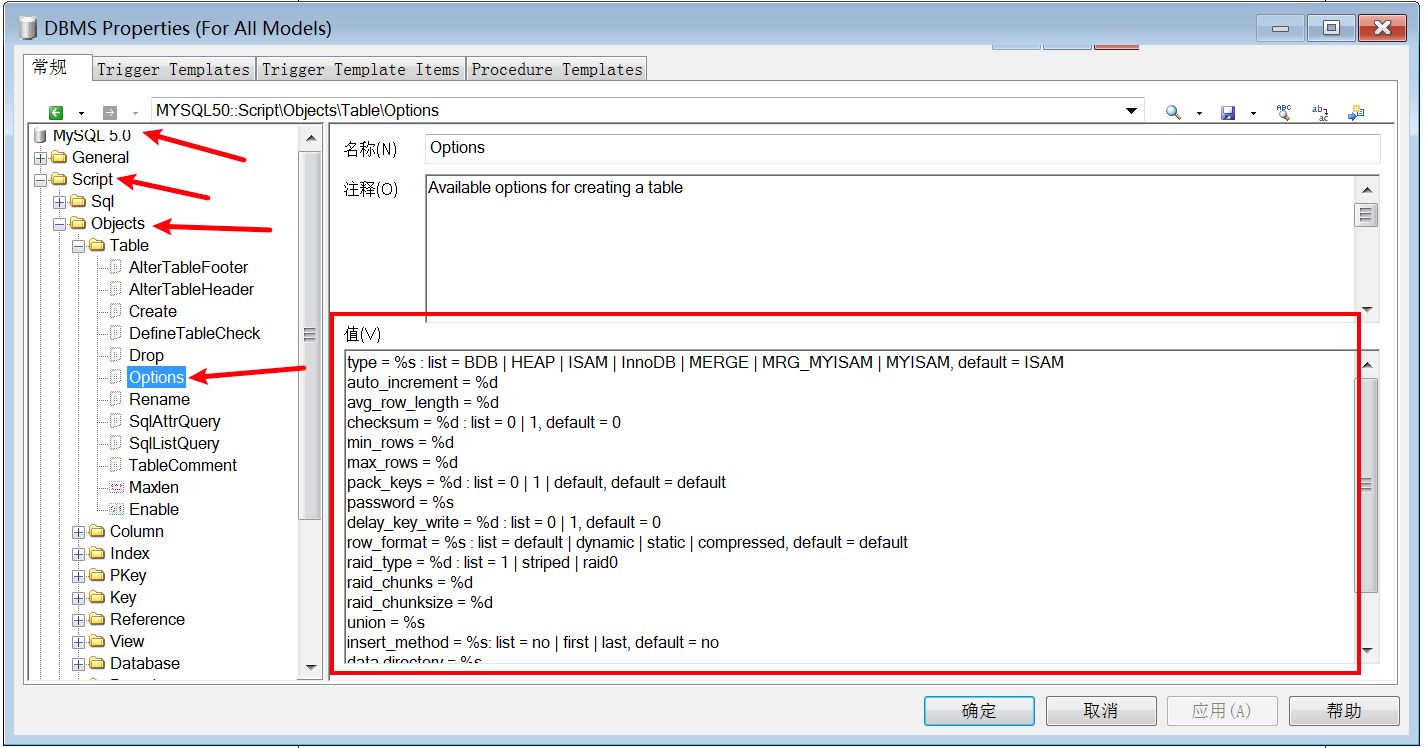 DBMS Properties (For All Models)
常规 Trigger Templates Trigger Template Items Procedure Templates
MYSQL50::Script\Objects\Table\Options
MySQL 5.0
General
Script
Sql
Objects
Table
AlterTableFooter
AlterTableHeader
Create
DefineTableCheck
Drop
Options
Rename
SqlAttrQuery
SqlListQuery
TableComment
Maxlen
Enable
Column
Index
PKey
Key
Reference
View
Database
名称(N) Options
注释(O) Available options for creating a table
值(V)
type = %s : list = BDB | HEAP | ISAM | InnoDB | MERGE | MRG_MYISAM | MYISAM, default = ISAM
auto_increment = %d
avg_row_length = %d
checksum = %d : list = 0 | 1, default = 0
min_rows = %d
max_rows = %d
pack_keys = %d : list = 0 | 1 | default, default = default
password = %s
delay_key_write = %d : list = 0 | 1, default = 0
row_format = %s : list = default | dynamic | static | compressed, default = default
raid_type = %d : list = 1 | striped | raid0
raid_chunks = %d
raid_chunksize = %d
union = %s
insert_method = %s: list = no | first | last, default = no
data directory = %s
确定 取消 应用(A) 帮助